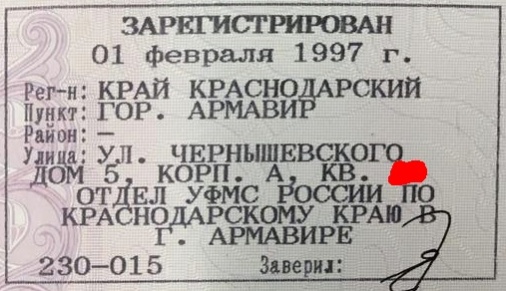 ЗАРЕГИСТРИРОВАН
01 февраля 1997 г.
Рег-н: КРАЙ КРАСНОДАРСКИЙ
Пункт: ГОР. АРМАВИР
Район: —
Улица: УЛ. ЧЕРНЫШЕВСКОГО
ДОМ 5, КОРП. А, КВ.
ОТДЕЛ УФМС РОССИИ ПО
КРАСНОДАРСКОМУ КРАЮ В
Г. АРМАВИРЕ
230-015 Заверил: